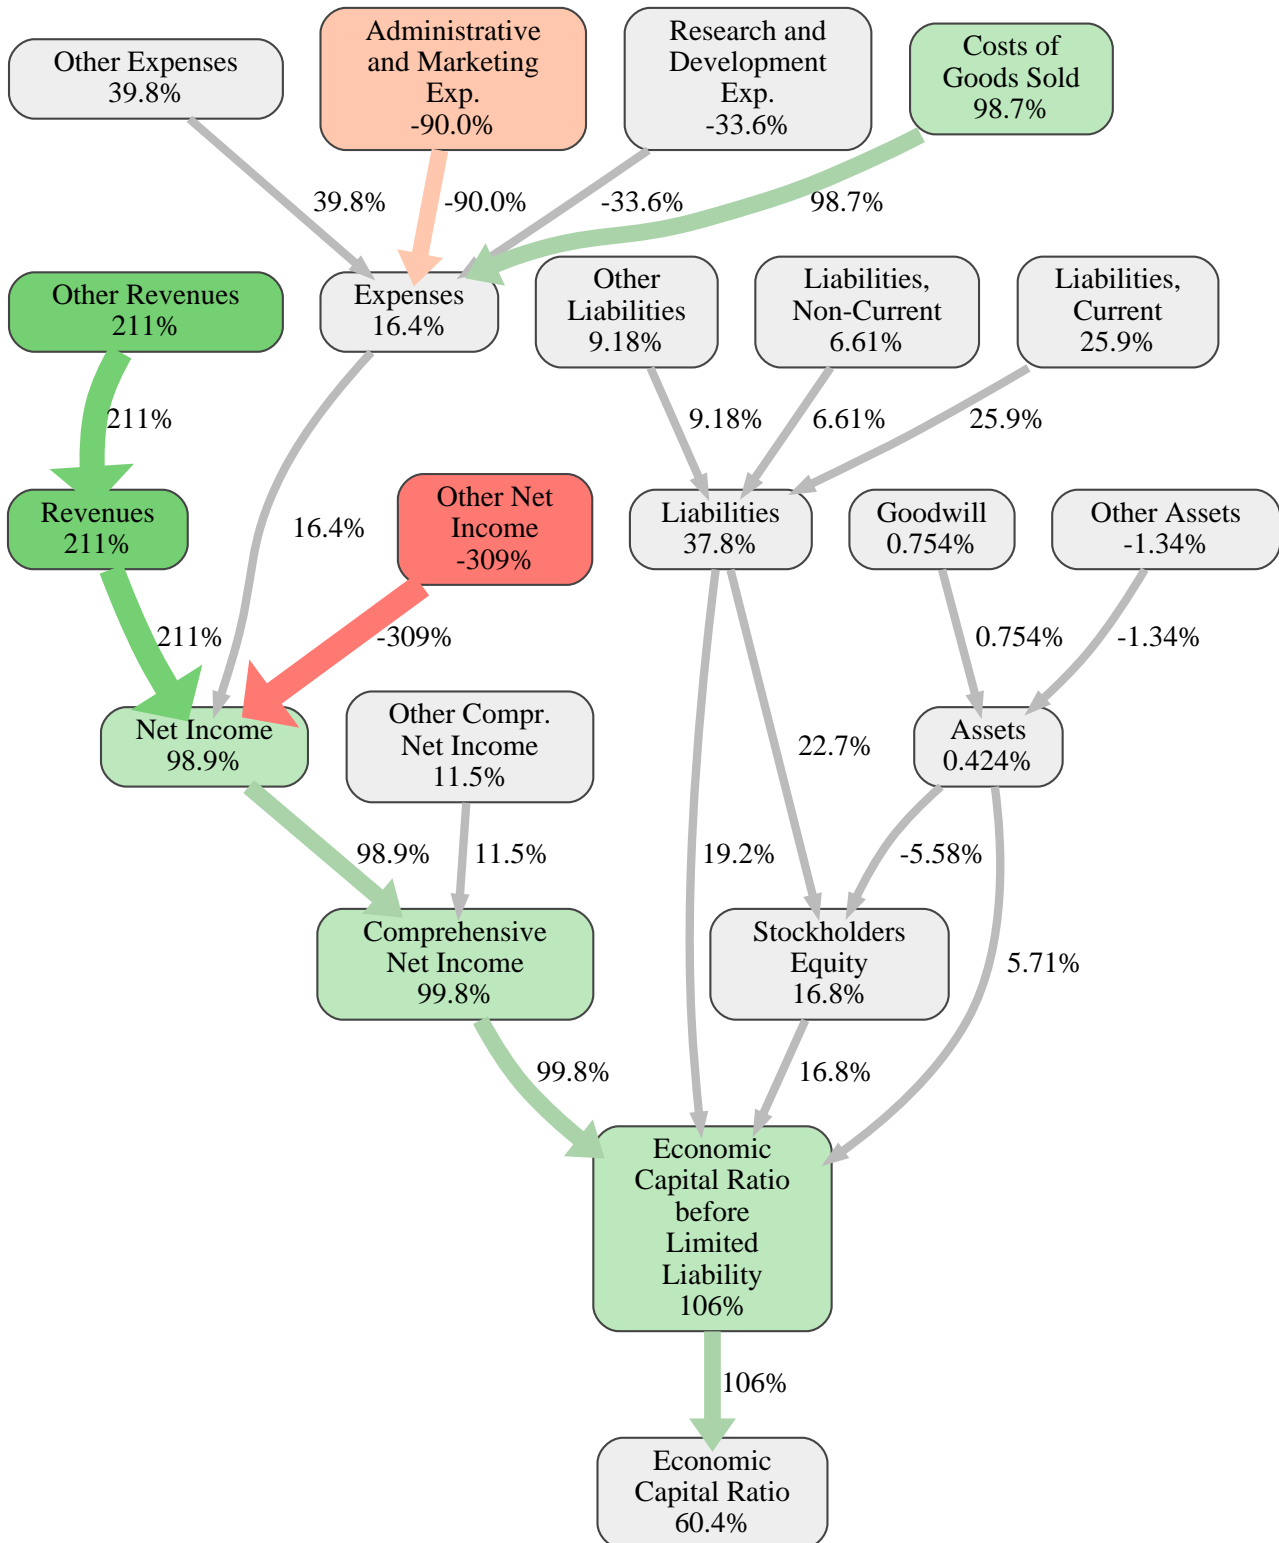 Other Expenses
39.8%
Administrative
and Marketing
Exp.
-90.0%
Research and
Development
Exp.
-33.6%
Costs of
Goods Sold
98.7%
39.8%
-90.0%
-33.6%
98.7%
Other Revenues
211%
Expenses
16.4%
Other
Liabilities
9.18%
Liabilities,
Non-Current
6.61%
Liabilities,
Current
25.9%
211%
9.18%
6.61%
25.9%
Revenues
211%
16.4%
Other Net
Income
-309%
Liabilities
37.8%
Goodwill
0.754%
Other Assets
-1.34%
211%
-309%
0.754%
-1.34%
Net Income
98.9%
Other Compr.
Net Income
11.5%
22.7%
Assets
0.424%
98.9%
11.5%
19.2%
-5.58%
Comprehensive
Net Income
99.8%
Stockholders
Equity
16.8%
5.71%
99.8%
16.8%
Economic
Capital Ratio
before
Limited
Liability
106%
106%
Economic
Capital Ratio
60.4%